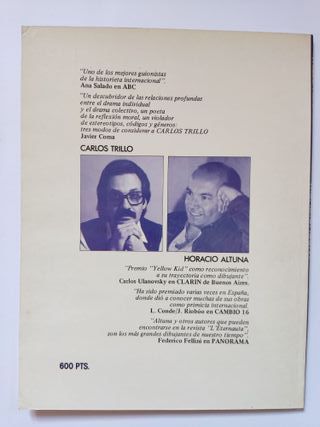 "Uno de los mejores guionistas
de la historieta internacional".
Ana Salado en ABC
"Un descubridor de las relaciones profundas
entre el drama individual
y el drama colectivo, un poeta
de la reflexión moral, un violador
de estereotipos, códigos y géneros:
tres modos de considerar a CARLOS TRILLO
Javier Coma
CARLOS TRILLO
HORACIO ALTUNA
"Premio "Yellow Kid" como reconocimiento
a su trayectoria como dibujante".
Carlos Ulanovsky en CLARIN de Buenos Aires.
"Ha sido premiado varias veces en España,
donde dió a conocer muchas de sus obras
como primicia internacional.
L. Conde/J. Riobóo en CAMBIO 16
"Altuna y otros autores que pueden
encontrarse en la revista "L'Eternauta",
son los más grandes dibujantes de nuestro tiempo".
Federico Fellini en PANORAMA
600 PTS.